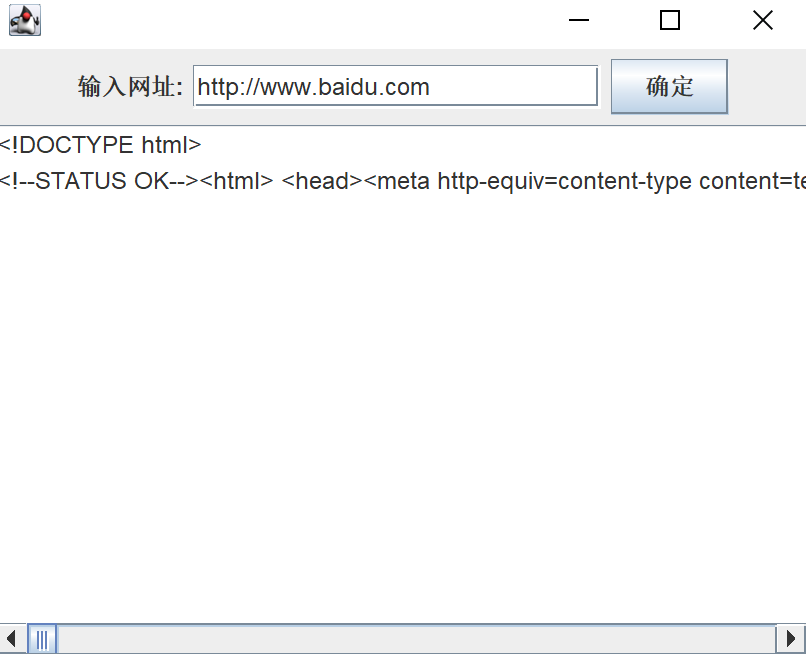 输入网址:
http://www.baidu.com
确定
<!DOCTYPE html>
<!--STATUS OK--><html> <head><meta http-equiv=content-type content=te